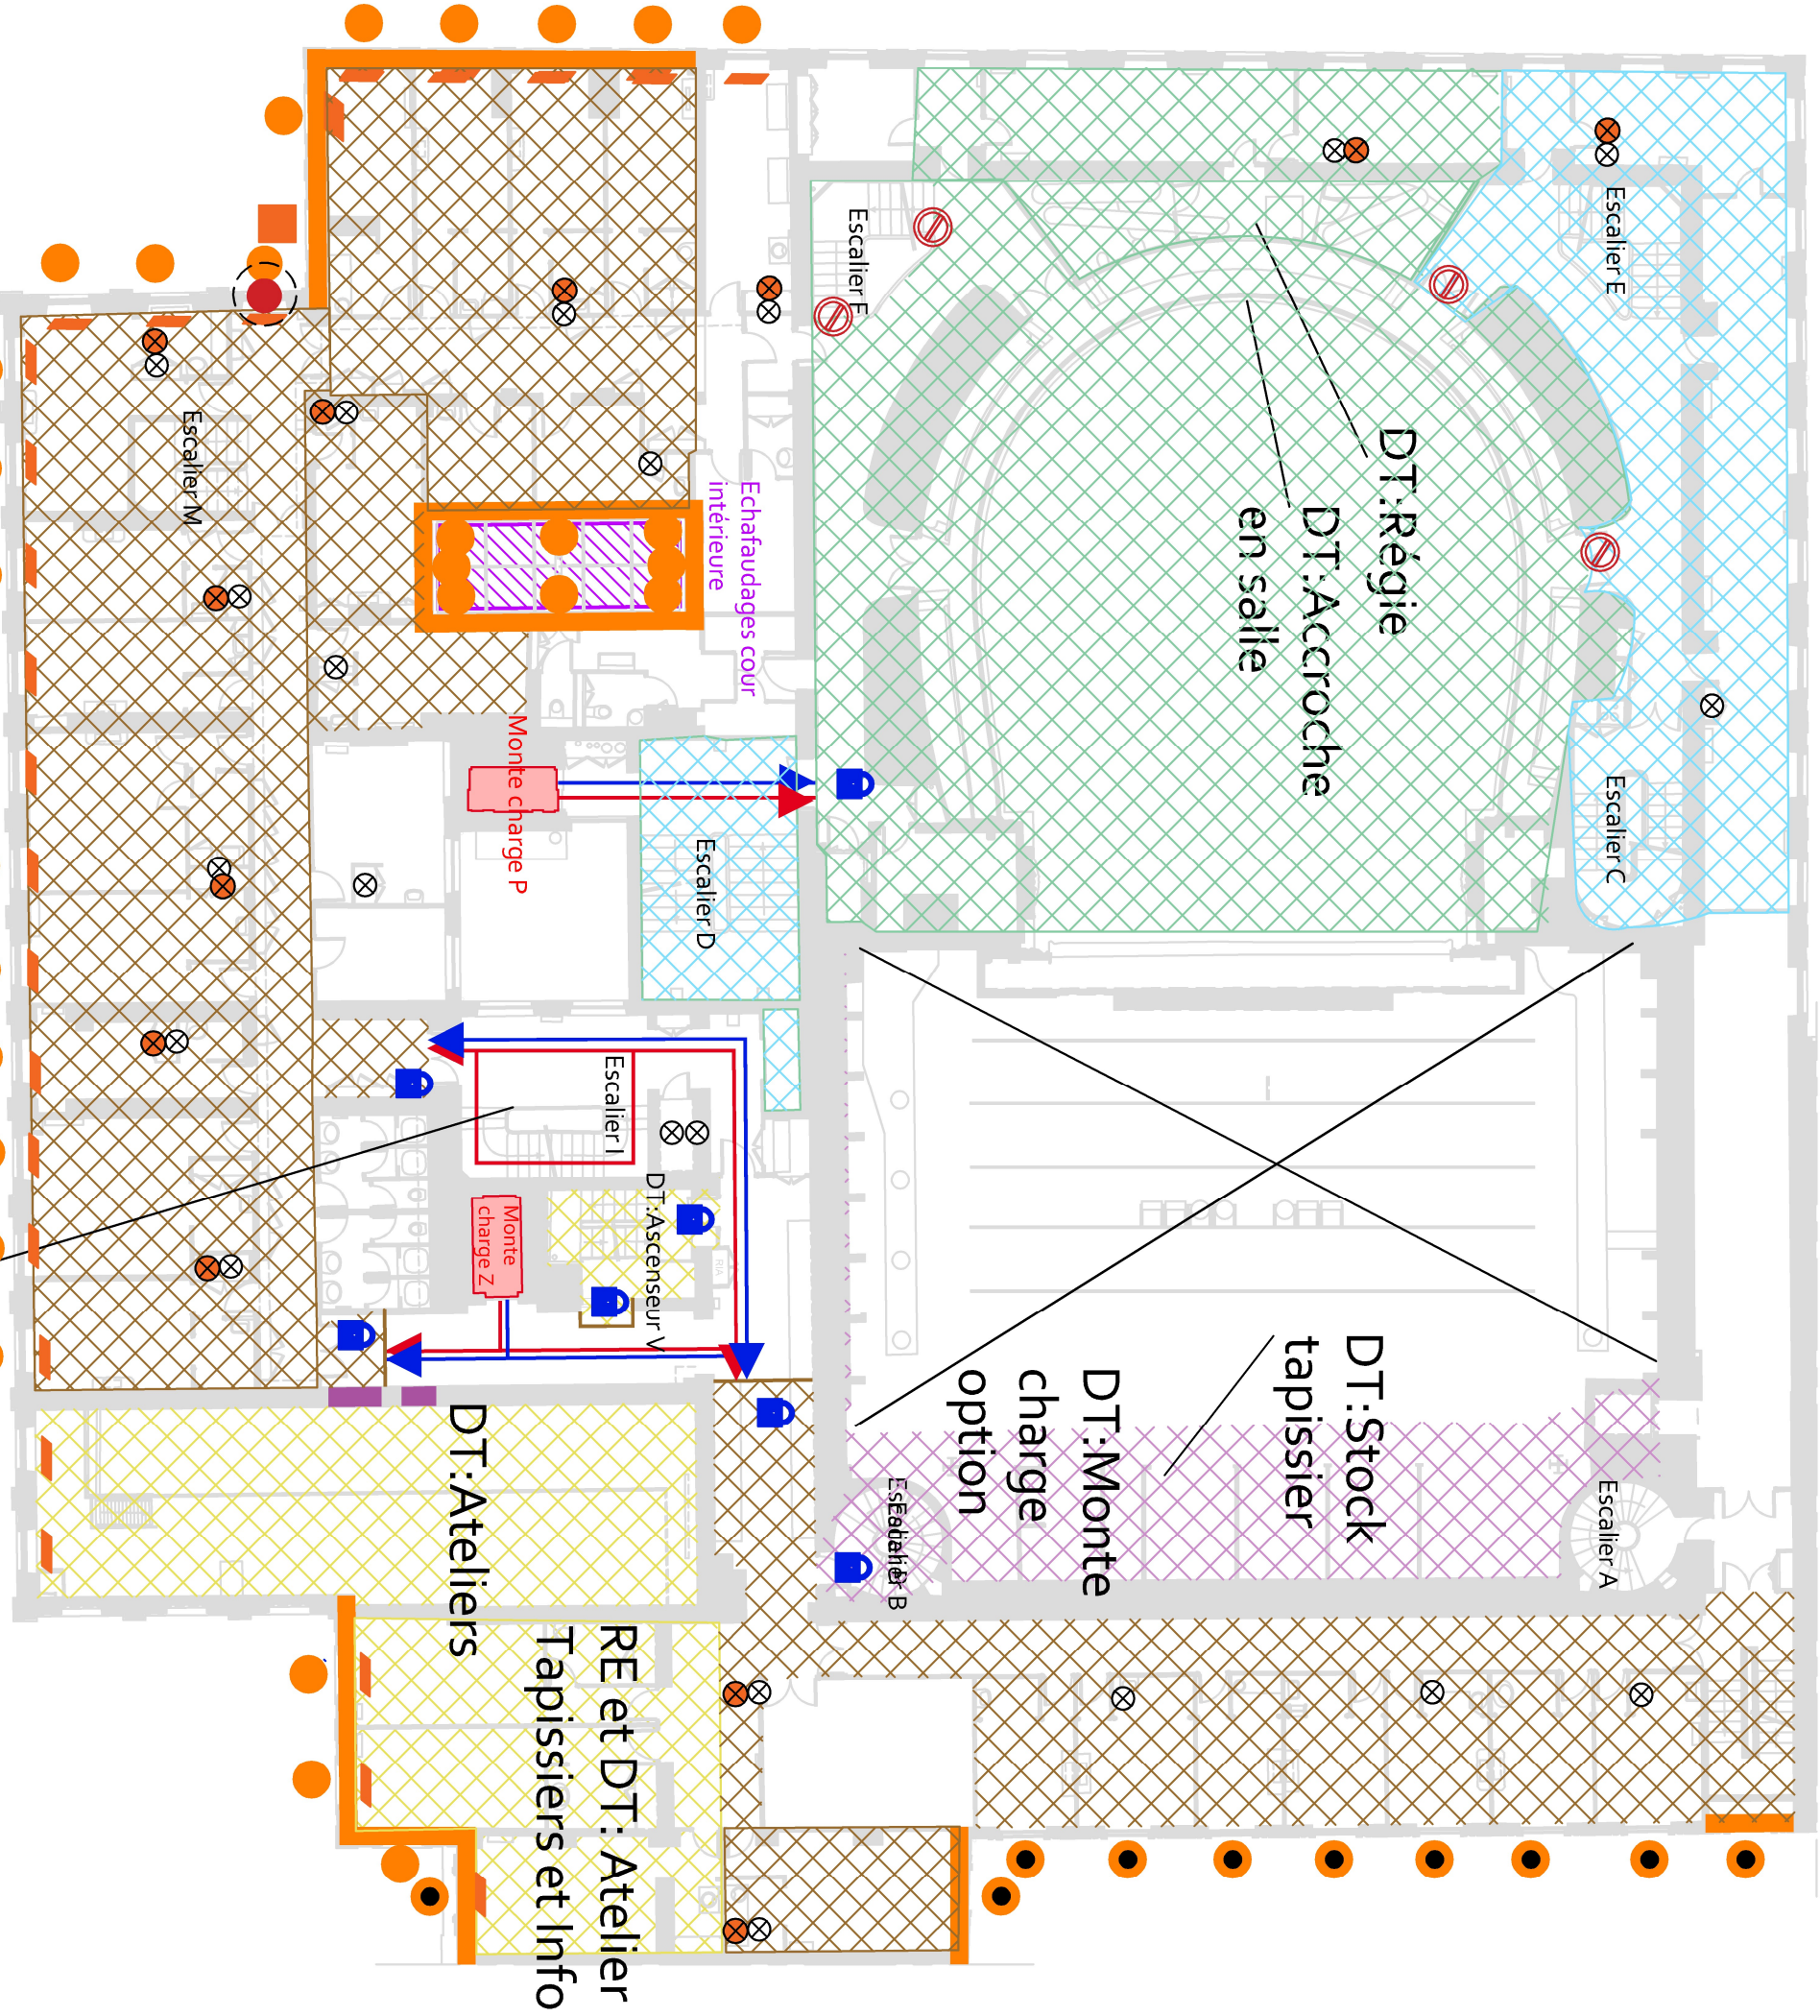 Escalier E
Escalier F
Escalier M
DT:Régie
DT:Accroche
en salle
Echafaudages cour
intérieure
Monte charge P
Escalier D
Escalier C
Escalier I
DT:Ascenseur V
Monte
charge Z
RIA
DT:Stock
tapissier
DT:Monte
charge
option
Escalier B
Escalier A
DT:Ateliers
RE et DT: Atelier
Tapissiers et Info